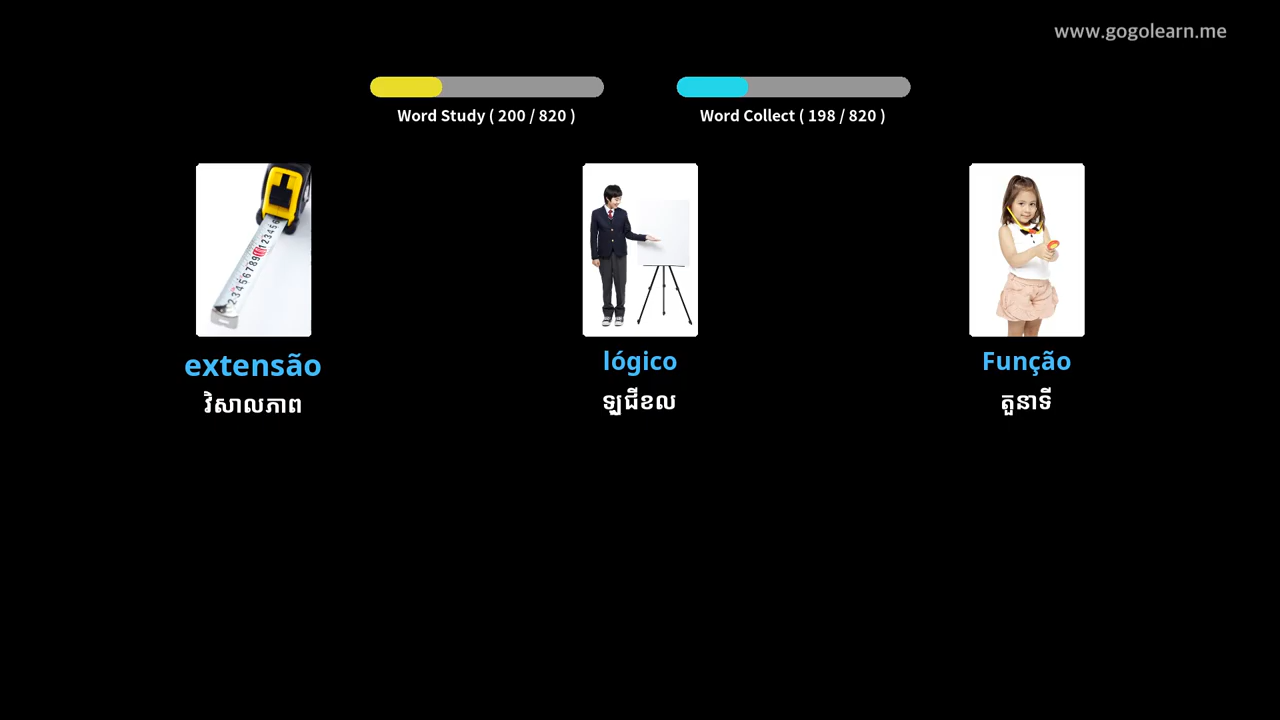 www.gogolearn.me
Word Study ( 200 / 820 )
Word Collect ( 198 / 820 )
extensão
lógico
Função
វិសាលភាព
ឡូជីខល
តួនាទី